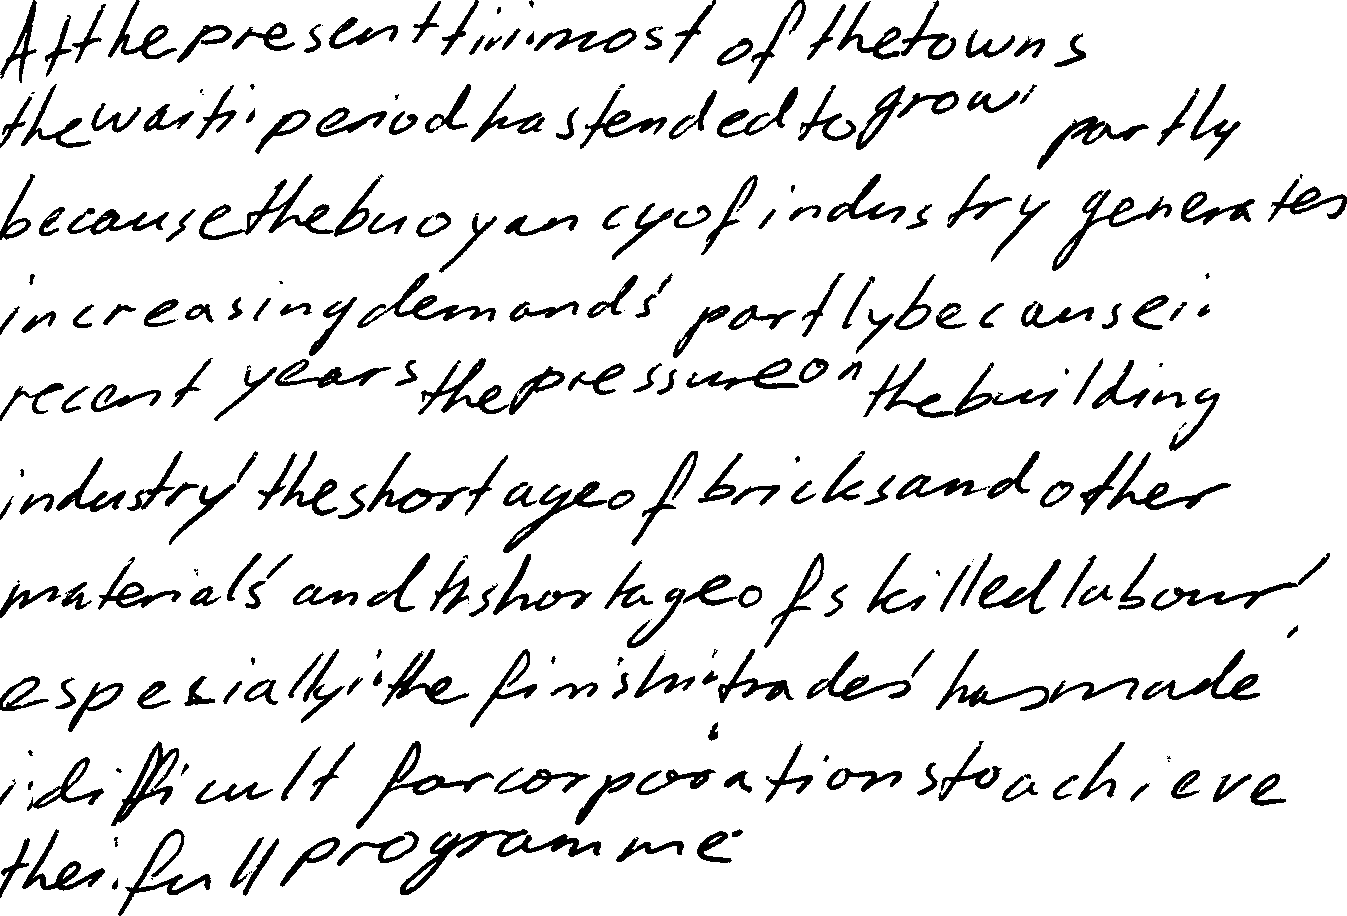 At the present tim in most of the towns
the waitin period has tended to grow, partly
because the buoyancy of industry generates
increasing demands, partly because in
recent years the pressure on the building
industry, the shortage of bricks and other
materials, and the shortage of skilled labour,
especially in the finishing trades, has made
it difficult for corporations to achieve
their full programme.